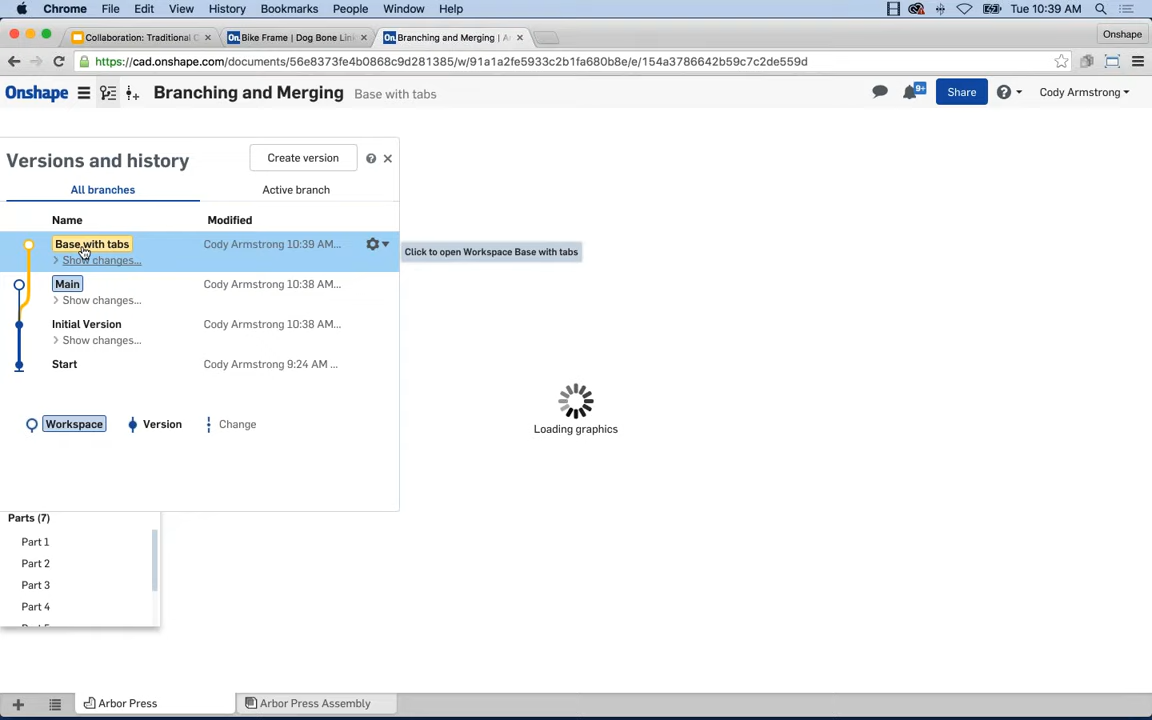 Chrome File Edit View History Bookmarks People Window Help Tue 10:39 AM
Collaboration: Traditional C Bike Frame | Dog Bone Lin Branching and Merging | A Onshape
https://cad.onshape.com/documents/56e8373fe4b0868c9d281385/w/91a1a2fe5933c2b1fa680b8e/e/154a3786642b59c7c2de559d
Onshape Branching and Merging Base with tabs 9+ Share Cody Armstrong
Versions and history Create version
All branches Active branch
Name Modified
Base with tabs Cody Armstrong 10:39 AM... Click to open Workspace Base with tabs
Show changes...
Main Cody Armstrong 10:38 AM...
Show changes...
Initial Version Cody Armstrong 10:38 AM...
Show changes...
Start Cody Armstrong 9:24 AM ...
Workspace Version Change
Loading graphics
Parts (7)
Part 1
Part 2
Part 3
Part 4
Arbor Press Arbor Press Assembly